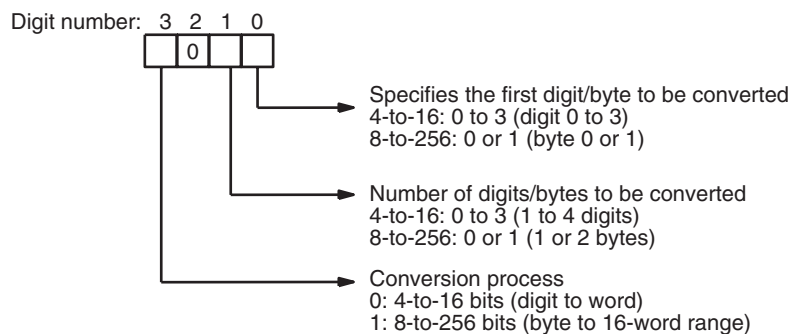 Digit number: 3 2 1 0
0
Specifies the first digit/byte to be converted
4-to-16: 0 to 3 (digit 0 to 3)
8-to-256: 0 or 1 (byte 0 or 1)
Number of digits/bytes to be converted
4-to-16: 0 to 3 (1 to 4 digits)
8-to-256: 0 or 1 (1 or 2 bytes)
Conversion process
0: 4-to-16 bits (digit to word)
1: 8-to-256 bits (byte to 16-word range)